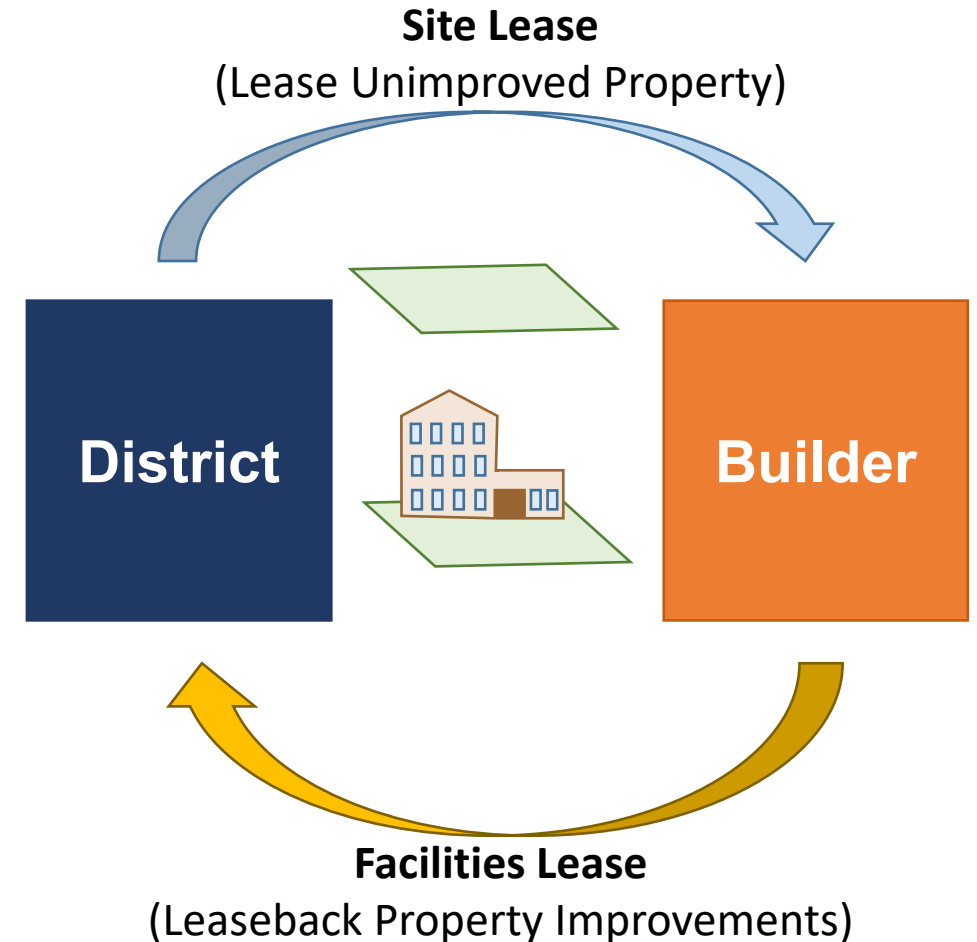 Site Lease
(Lease Unimproved Property)
District
Builder
Facilities Lease
(Leaseback Property Improvements)